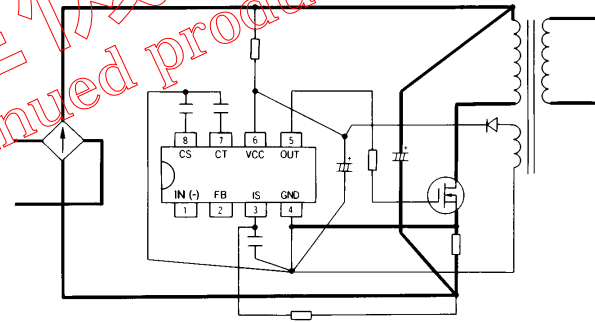 nued produ
8 7 6 5
CS CT VCC OUT
IN (-) FB IS GND
1 2 3 4